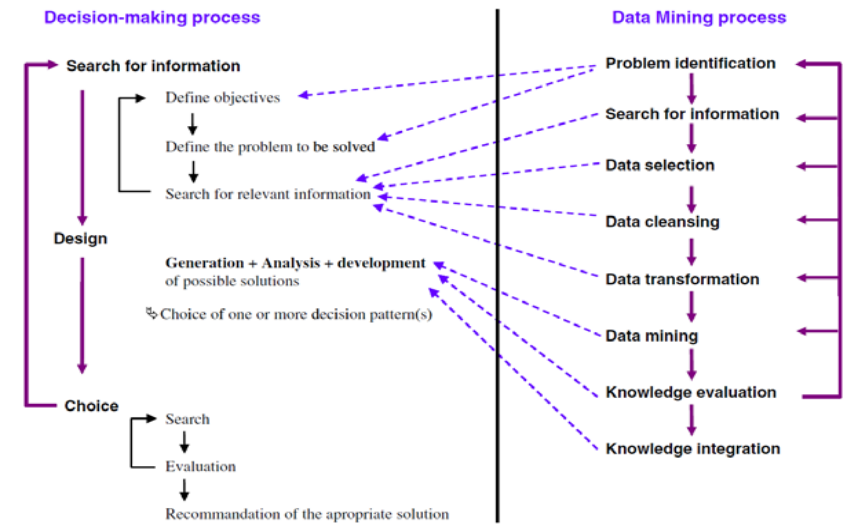 Decision-making process
Data Mining process
Search for information
Define objectives
Define the problem to be solved
Search for relevant information
Design
Generation + Analysis + development
of possible solutions
Choice of one or more decision pattern(s)
Choice
Search
Evaluation
Recommandation of the apropriate solution
Problem identification
Search for information
Data selection
Data cleansing
Data transformation
Data mining
Knowledge evaluation
Knowledge integration